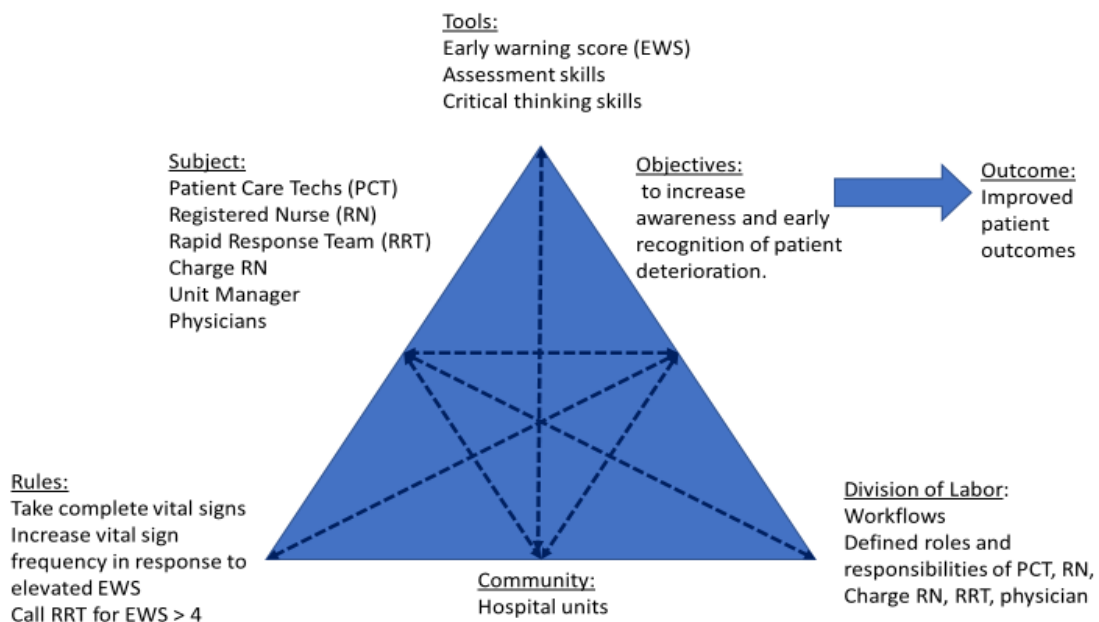 Tools:
Early warning score (EWS)
Assessment skills
Critical thinking skills
Subject:
Patient Care Techs (PCT)
Registered Nurse (RN)
Rapid Response Team (RRT)
Charge RN
Unit Manager
Physicians
Objectives:
to increase
awareness and early
recognition of patient
deterioration.
Outcome:
Improved
patient
outcomes
Rules:
Take complete vital signs
Increase vital sign
frequency in response to
elevated EWS
Call RRT for EWS > 4
Community:
Hospital units
Division of Labor:
Workflows
Defined roles and
responsibilities of PCT, RN,
Charge RN, RRT, physician